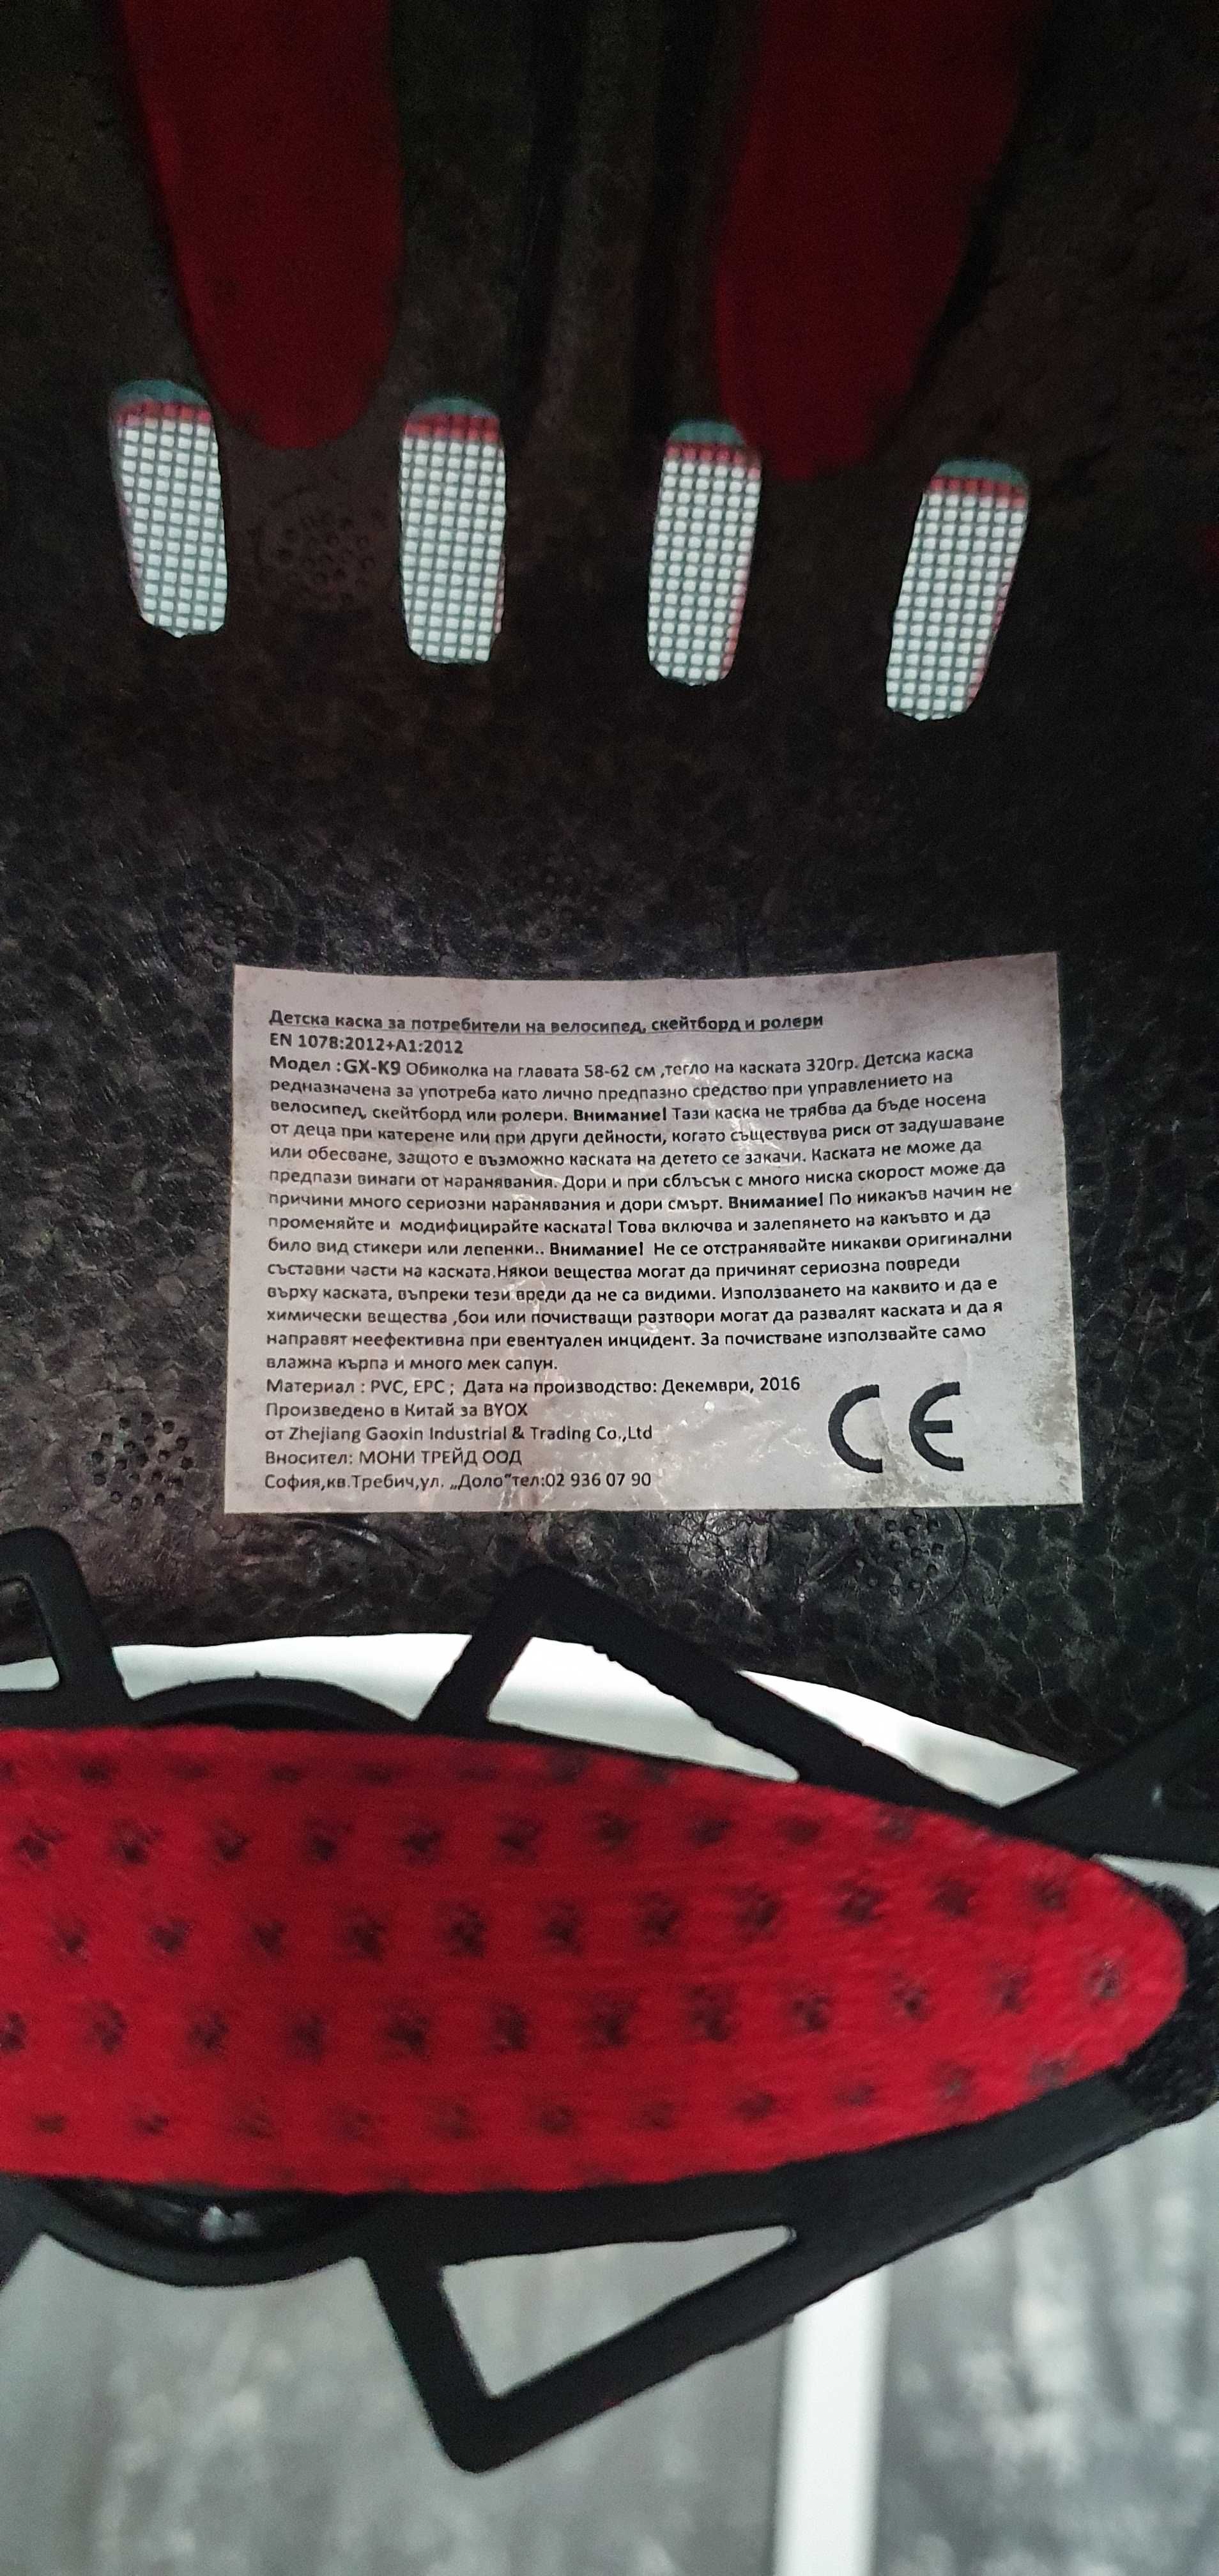 Детска каска за потребители на велосипед, скейтборд и ролери
EN 1078:2012+A1:2012
Модел :GX-K9 Обиколка на главата 58-62 см ,тегло на каската 320гр. Детска каска
редназначена за употреба като лично предпазно средство при управлението на
велосипед, скейтборд или ролери. Внимание! Тази каска не трябва да бъде носена
от деца при катерене или при други дейности, когато съществува риск от задушаване
или обесване, защото е възможно каската на детето се закачи. Каската не може да
предпази винаги от наранявания. Дори и при сблъсък с много ниска скорост може да
причини много сериозни наранявания и дори смърт. Внимание! По никакъв начин не
променяйте и модифицирайте каската! Това включва и залепянето на какъвто и да
било вид стикери или лепенки.. Внимание! Не се отстранявайте никакви оригинални
съставни части на каската.Някои вещества могат да причинят сериозна повреди
върху каската, въпреки тези вреди да не са видими. Използването на каквито и да е
химически вещества ,бои или почистващи разтвори могат да развалят каската и да я
направят неефективна при евентуален инцидент. За почистване използвайте само
влажна кърпа и много мек сапун.
Материал : PVC, EPC ; Дата на производство: Декември, 2016
Произведено в Китай за BYOX
от Zhejiang Gaoxin Industrial & Trading Co.,Ltd
Вносител: МОНИ ТРЕЙД ООД
София,кв.Требич,ул. „Доло“тел:02 936 07 90
CE